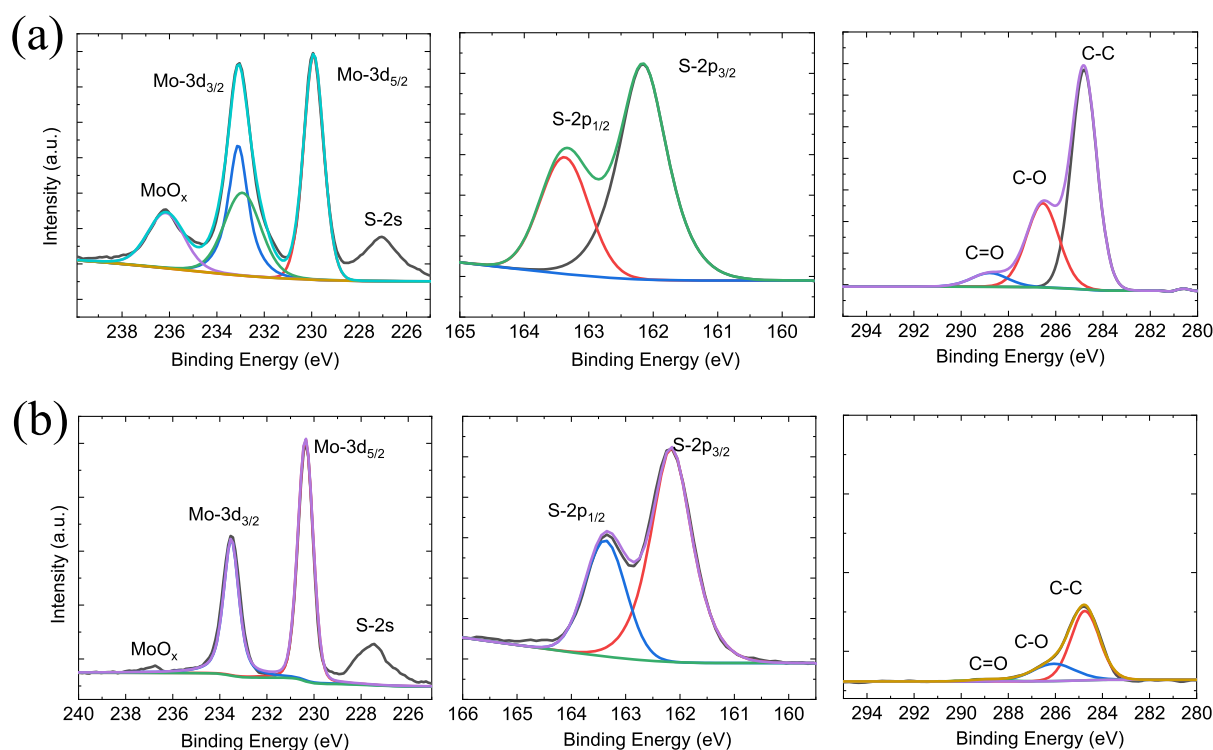 (a)
Intensity (a.u.)
Mo-3d3/2
Mo-3d5/2
MoOx
S-2s
238 236 234 232 230 228 226
Binding Energy (eV)
S-2p3/2
S-2p1/2
165 164 163 162 161 160
Binding Energy (eV)
C-C
C-O
C=O
294 292 290 288 286 284 282 280
Binding Energy (eV)
(b)
Intensity (a.u.)
Mo-3d5/2
Mo-3d3/2
MoOx
S-2s
240 238 236 234 232 230 228 226
Binding Energy (eV)
S-2p3/2
S-2p1/2
166 165 164 163 162 161 160
Binding Energy (eV)
C-C
C-O
C=O
294 292 290 288 286 284 282 280
Binding Energy (eV)